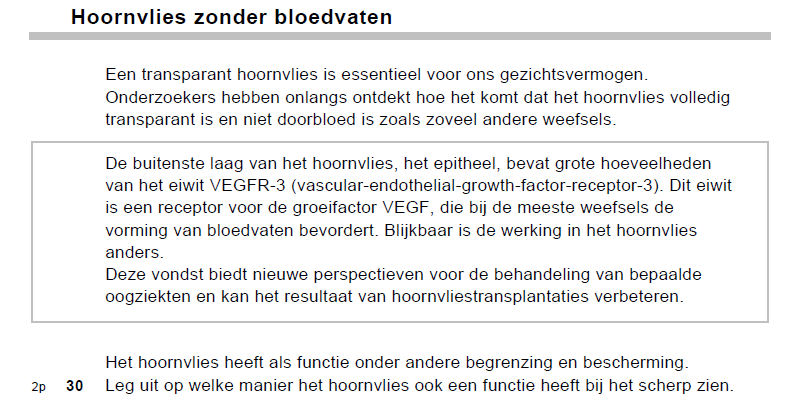 Hoornvlies zonder bloedvaten
Een transparant hoornvlies is essentieel voor ons gezichtsvermogen.
Onderzoekers hebben onlangs ontdekt hoe het komt dat het hoornvlies volledig
transparant is en niet doorbloed is zoals zoveel andere weefsels.
De buitenste laag van het hoornvlies, het epitheel, bevat grote hoeveelheden
van het eiwit VEGFR-3 (vascular-endothelial-growth-factor-receptor-3). Dit eiwit
is een receptor voor de groeifactor VEGF, die bij de meeste weefsels de
vorming van bloedvaten bevordert. Blijkbaar is de werking in het hoornvlies
anders.
Deze vondst biedt nieuwe perspectieven voor de behandeling van bepaalde
oogziekten en kan het resultaat van hoornvliestransplantaties verbeteren.
Het hoornvlies heeft als functie onder andere begrenzing en bescherming.
2p 30 Leg uit op welke manier het hoornvlies ook een functie heeft bij het scherp zien.